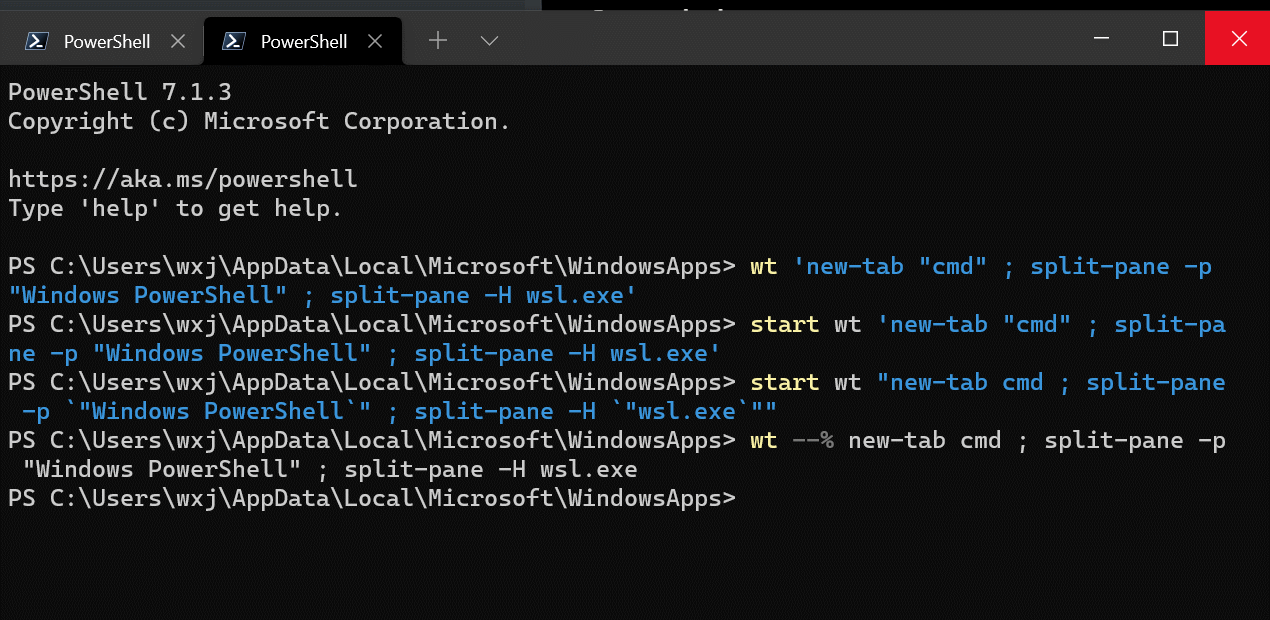 PowerShell
PowerShell
PowerShell 7.1.3
Copyright (c) Microsoft Corporation.
https://aka.ms/powershell
Type 'help' to get help.
PS C:\Users\wxj\AppData\Local\Microsoft\WindowsApps> wt 'new-tab "cmd" ; split-pane -p
"Windows PowerShell" ; split-pane -H wsl.exe'
PS C:\Users\wxj\AppData\Local\Microsoft\WindowsApps> start wt 'new-tab "cmd" ; split-pa
ne -p "Windows PowerShell" ; split-pane -H wsl.exe'
PS C:\Users\wxj\AppData\Local\Microsoft\WindowsApps> start wt "new-tab cmd ; split-pane
 -p `"Windows PowerShell`" ; split-pane -H `"wsl.exe`""
PS C:\Users\wxj\AppData\Local\Microsoft\WindowsApps> wt --% new-tab cmd ; split-pane -p
 "Windows PowerShell" ; split-pane -H wsl.exe
PS C:\Users\wxj\AppData\Local\Microsoft\WindowsApps>